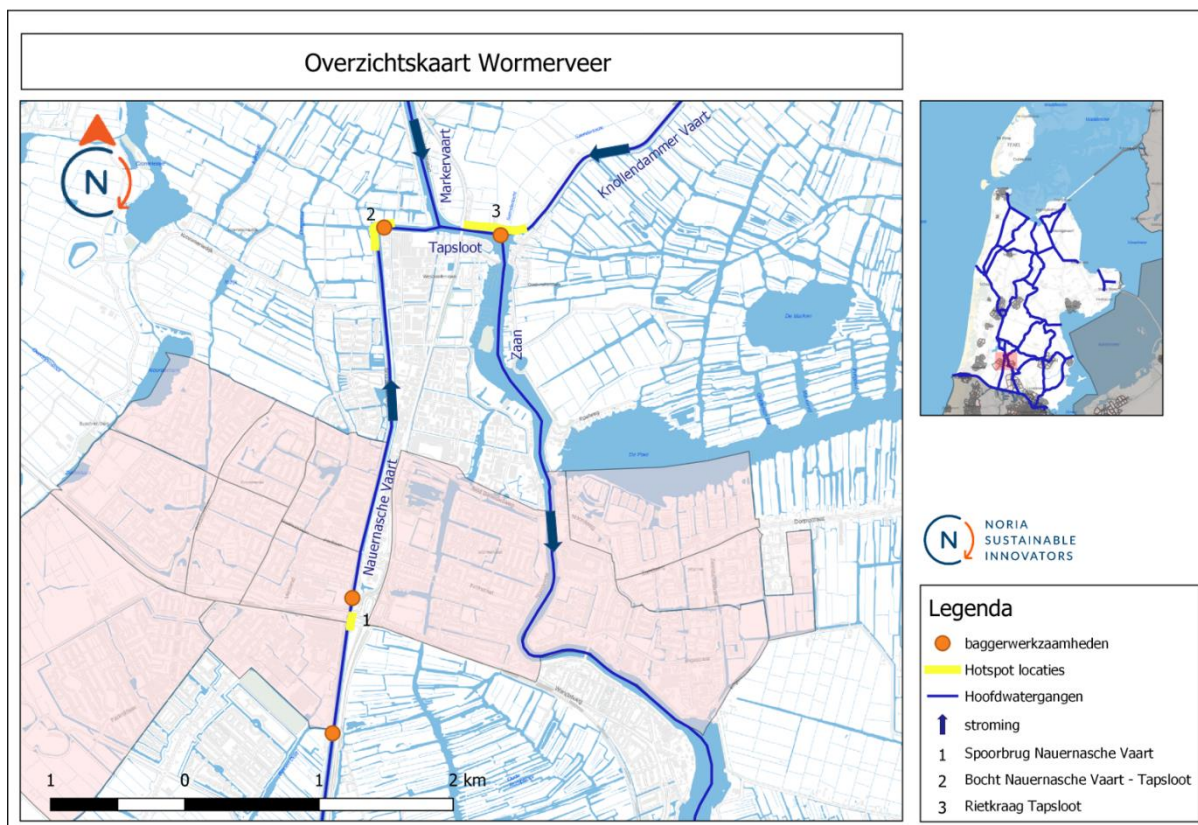 Overzichtskaart Wormerveer
N
Markervaart
Knollendammer Vaart
2
3
Tapsloot
Zaan
De Poel
Nauernasche Vaart
1
1 0 1 2 km
N
NORIA
SUSTAINABLE
INNOVATORS
Legenda
baggerwerkzaamheden
Hotspot locaties
Hoofdwatergangen
stroming
1 Spoorbrug Nauernasche Vaart
2 Bocht Nauernasche Vaart - Tapsloot
3 Rietkraag Tapsloot